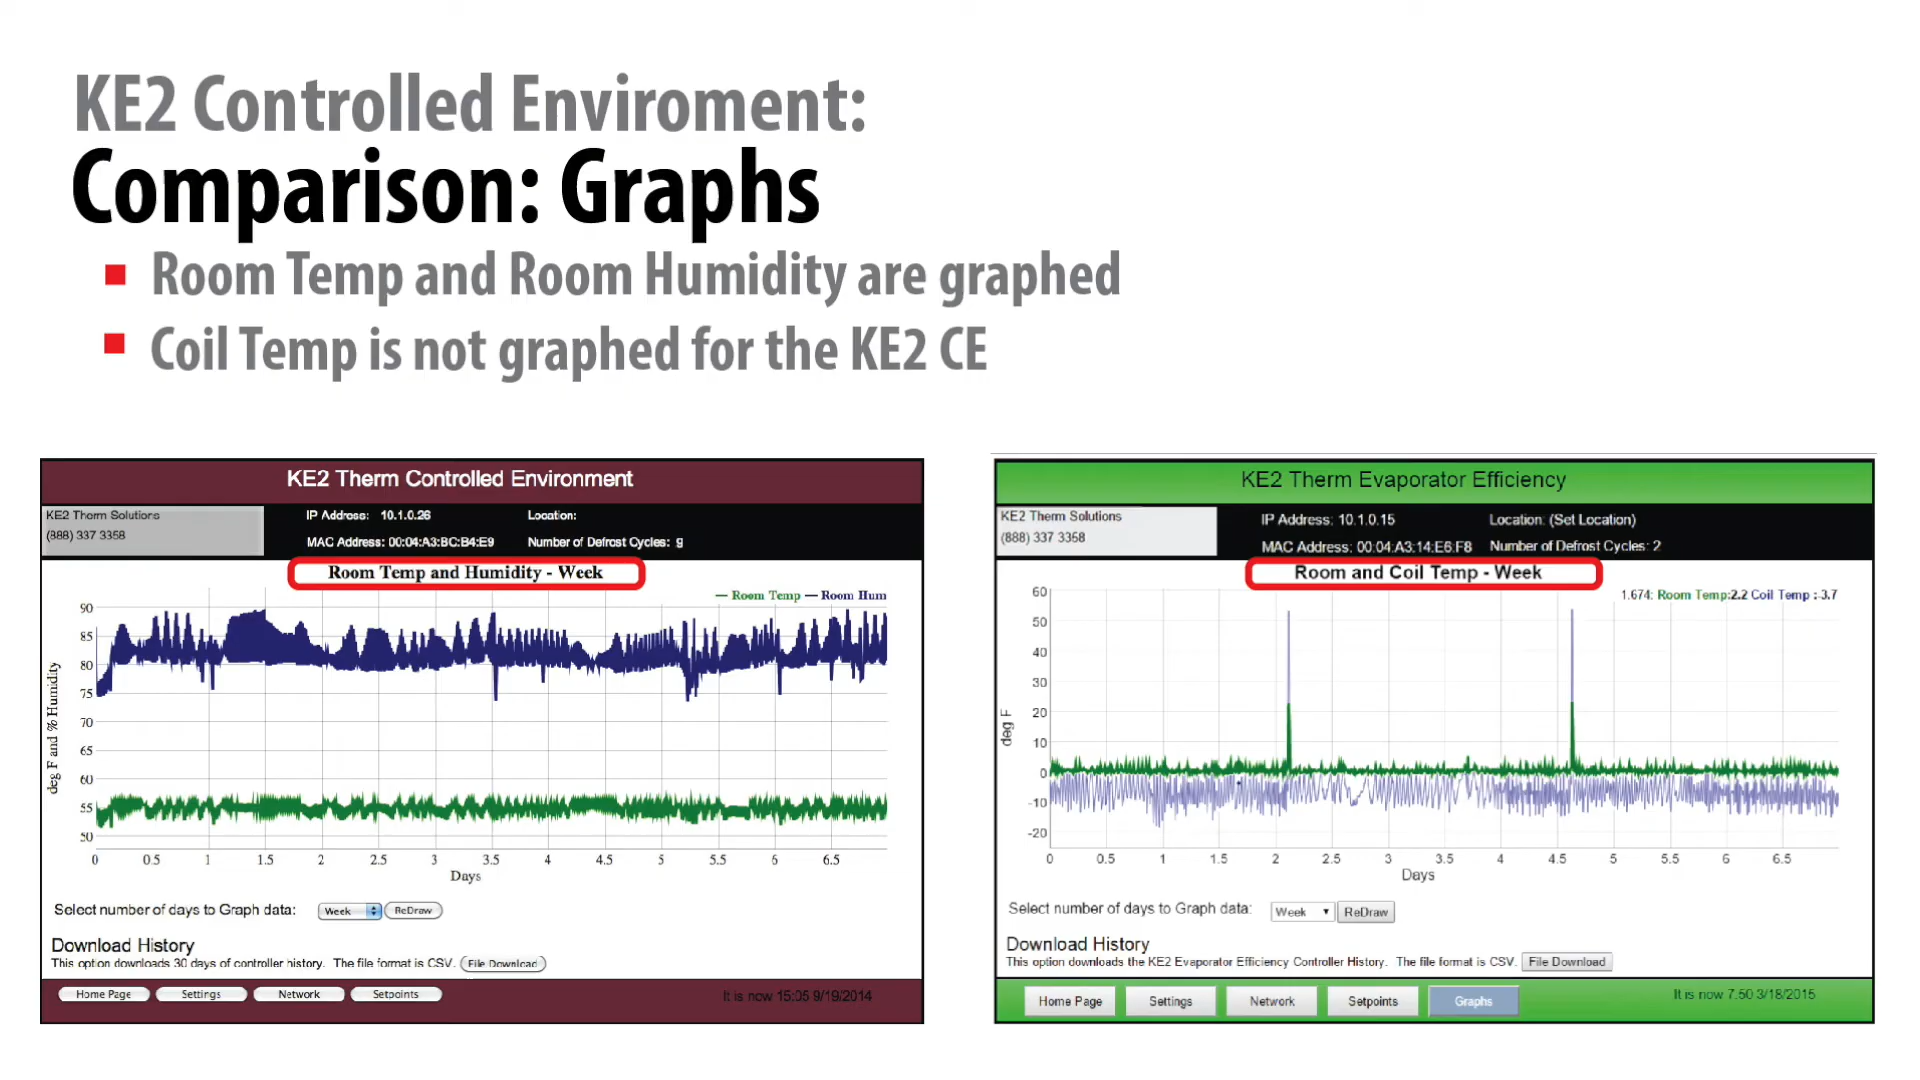 KE2 Controlled Enviroment:
Comparison: Graphs
Room Temp and Room Humidity are graphed
Coil Temp is not graphed for the KE2 CE
KE2 Therm Controlled Environment
KE2 Therm Solutions
(888) 337 3358
IP Address: 10.1.0.26
Location:
MAC Address: 00:04:A3:BC:B4:E9
Number of Defrost Cycles: 9
Room Temp and Humidity - Week
Room Temp Room Hum
deg F and % Humidity
90
85
80
75
70
65
60
55
50
0 0.5 1 1.5 2 2.5 3 3.5 4 4.5 5 5.5 6 6.5
Days
Select number of days to Graph data: Week ReDraw
Download History
This option downloads 30 days of controller history. The file format is CSV. File Download
Home Page Settings Network Setpoints
It is now 15:05 9/19/2014
KE2 Therm Evaporator Efficiency
KE2 Therm Solutions
(888) 337 3358
IP Address: 10.1.0.15
Location: (Set Location)
MAC Address: 00:04:A3:14:E6:F8
Number of Defrost Cycles: 2
Room and Coil Temp - Week
1.674: Room Temp:2.2 Coil Temp :-3.7
deg F
60
50
40
30
20
10
0
-10
-20
0 0.5 1 1.5 2 2.5 3 3.5 4 4.5 5 5.5 6 6.5
Days
Select number of days to Graph data: Week ReDraw
Download History
This option downloads the KE2 Evaporator Efficiency Controller History. The file format is CSV. File Download
Home Page Settings Network Setpoints Graphs
It is now 7:50 3/18/2015